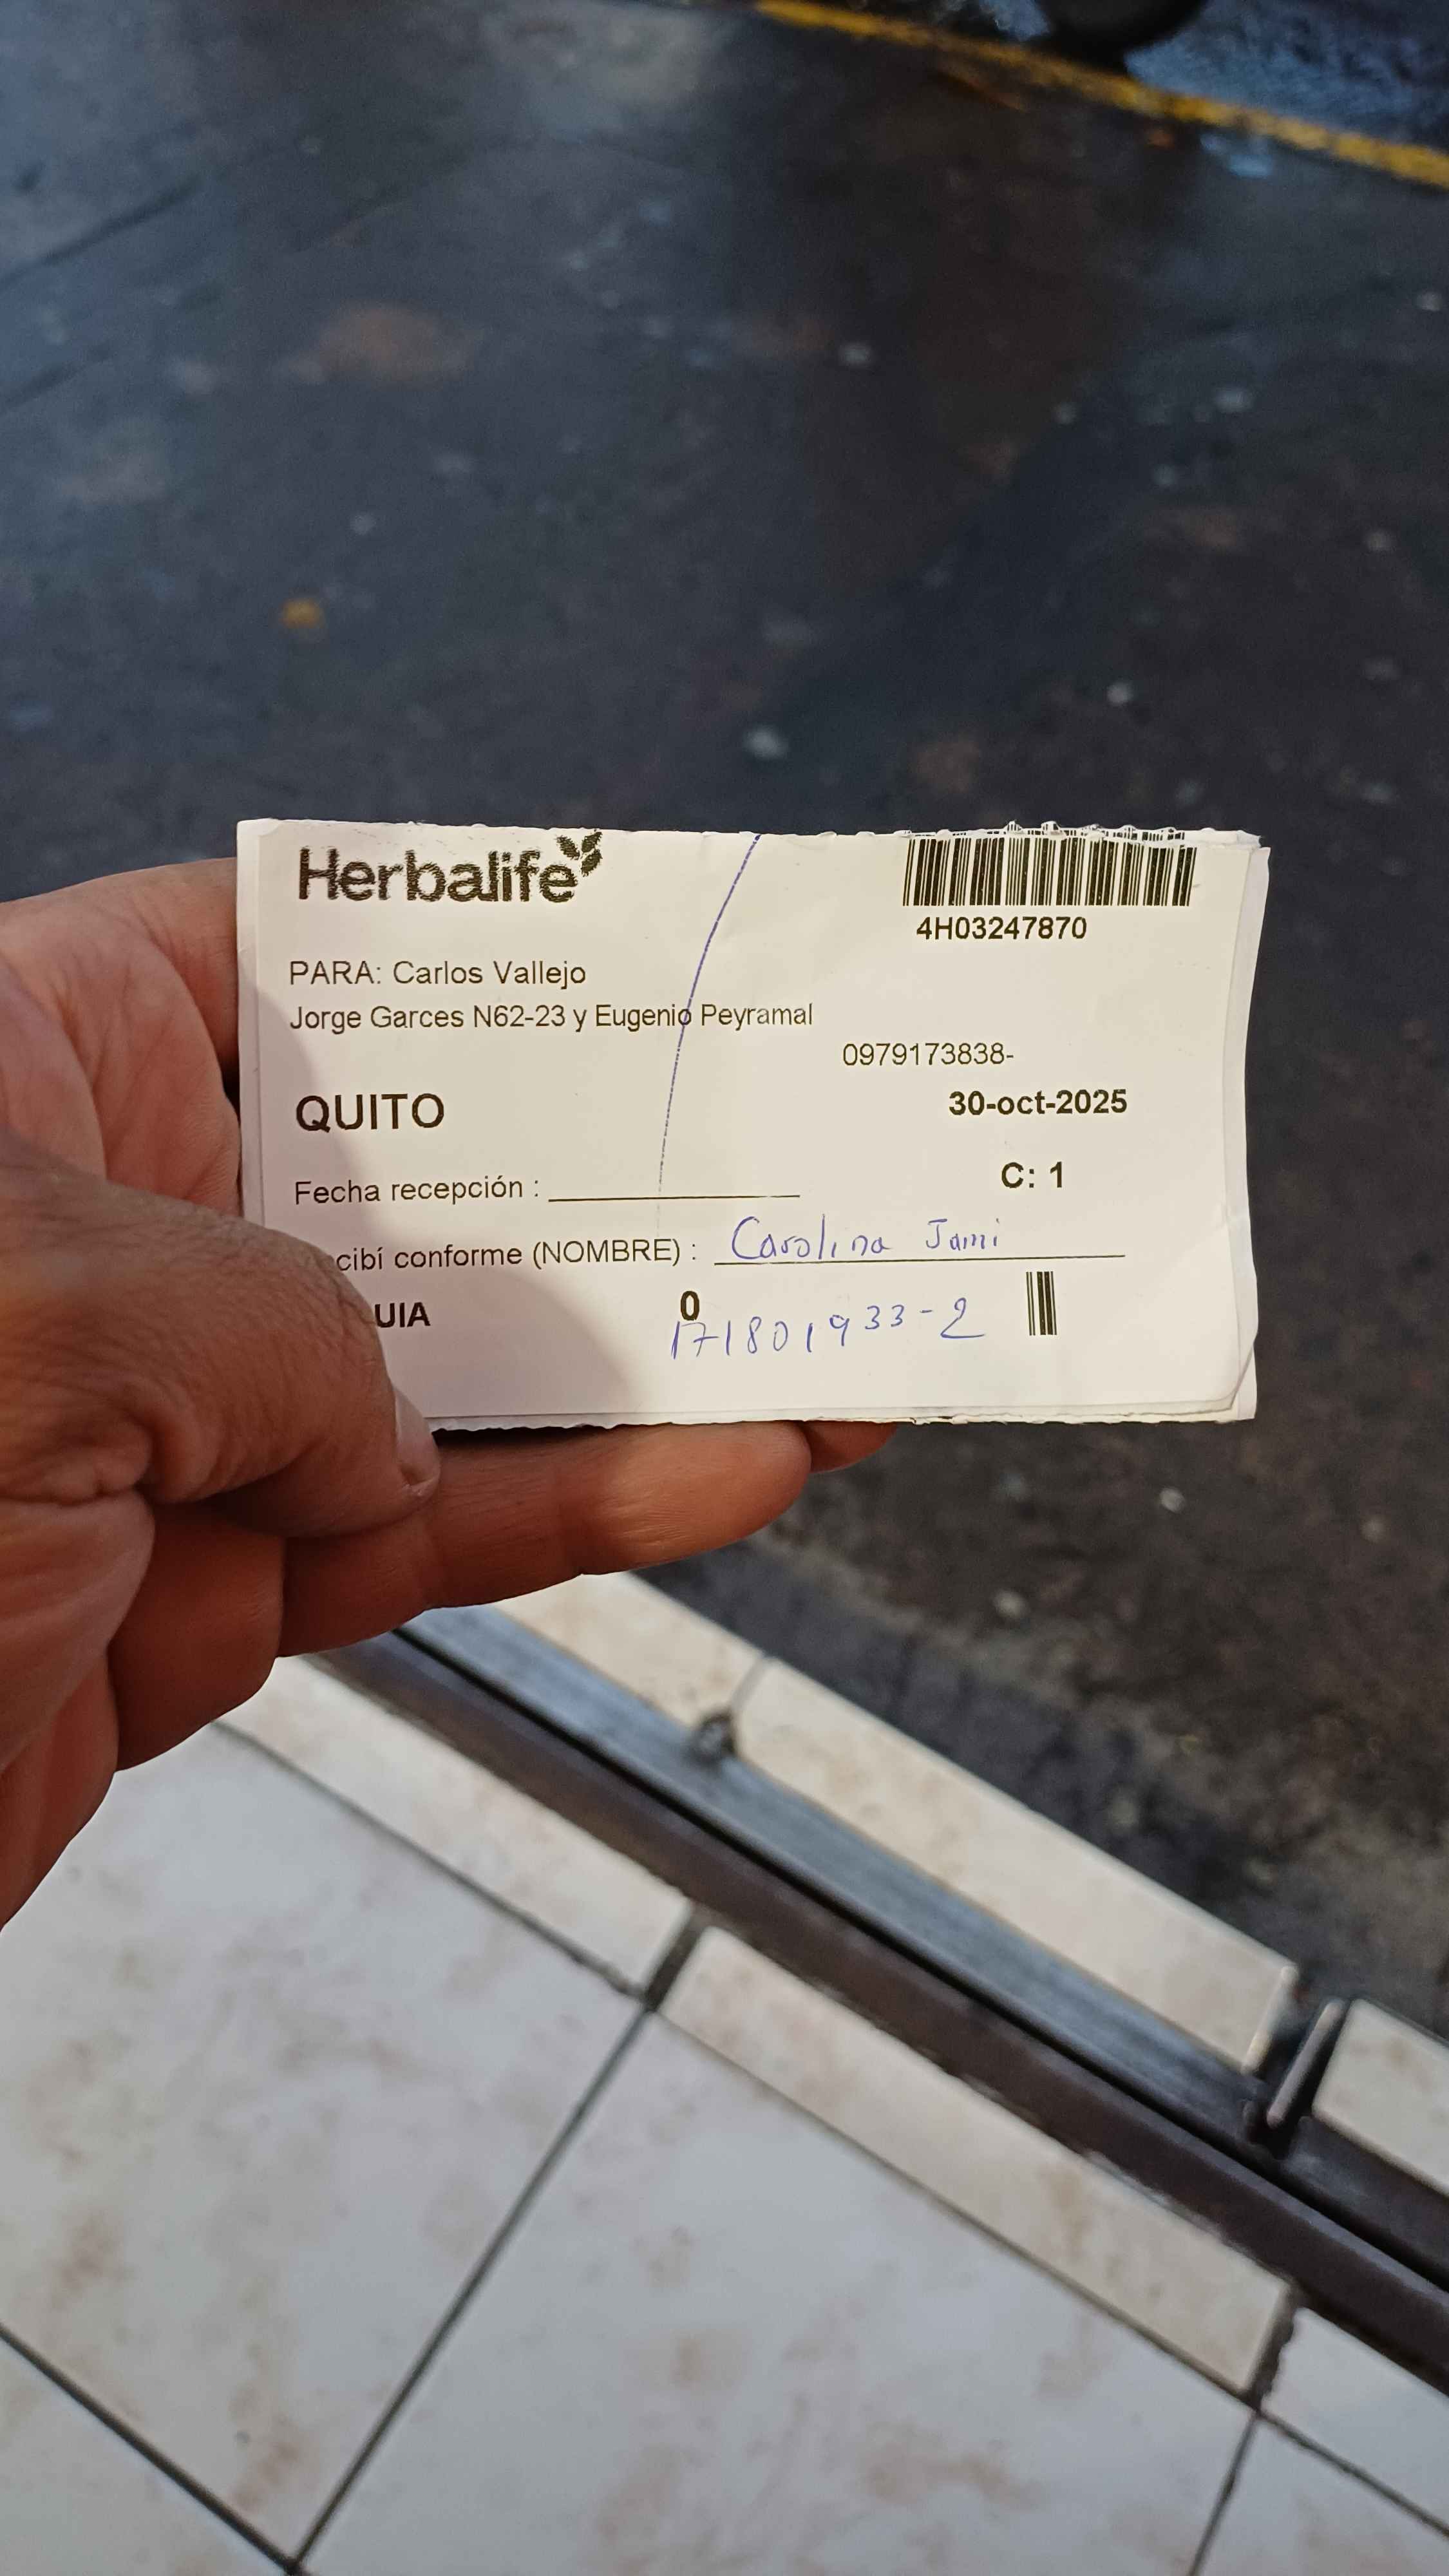 Herbalife
4H03247870
PARA: Carlos Vallejo
Jorge Garces N62-23 y Eugenio Peyramal
0979173838-
QUITO
30-oct-2025
Fecha recepción :
C: 1
cibí conforme (NOMBRE) : Carolina Jami
UIA 0
171801933-2